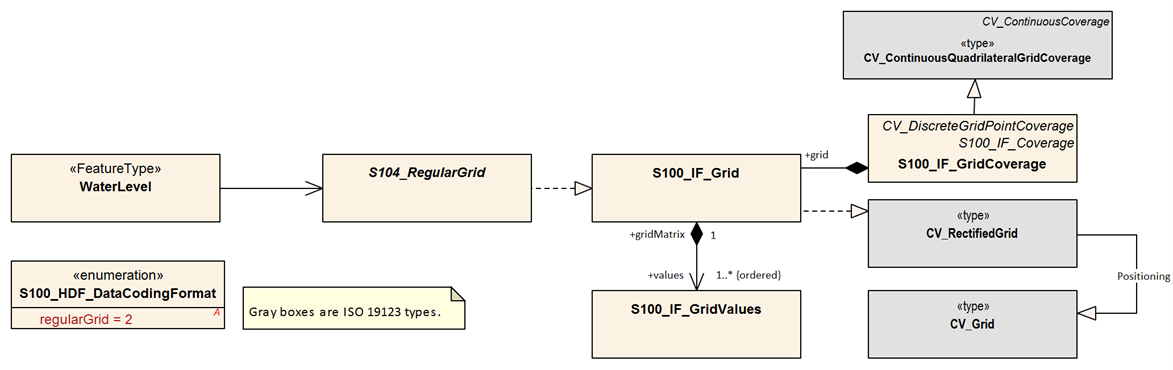 CV_ContinuousCoverage
«type»
CV_ContinuousQuadrilateralGridCoverage
CV_DiscreteGridPointCoverage
S100_IF_Coverage
S100_IF_GridCoverage
+grid
«FeatureType»
WaterLevel
S104_RegularGrid
S100_IF_Grid
«type»
CV_RectifiedGrid
+gridMatrix 1
Positioning
«enumeration»
S100_HDF_DataCodingFormat
regularGrid = 2
A
Gray boxes are ISO 19123 types.
+values 1..* {ordered}
S100_IF_GridValues
«type»
CV_Grid